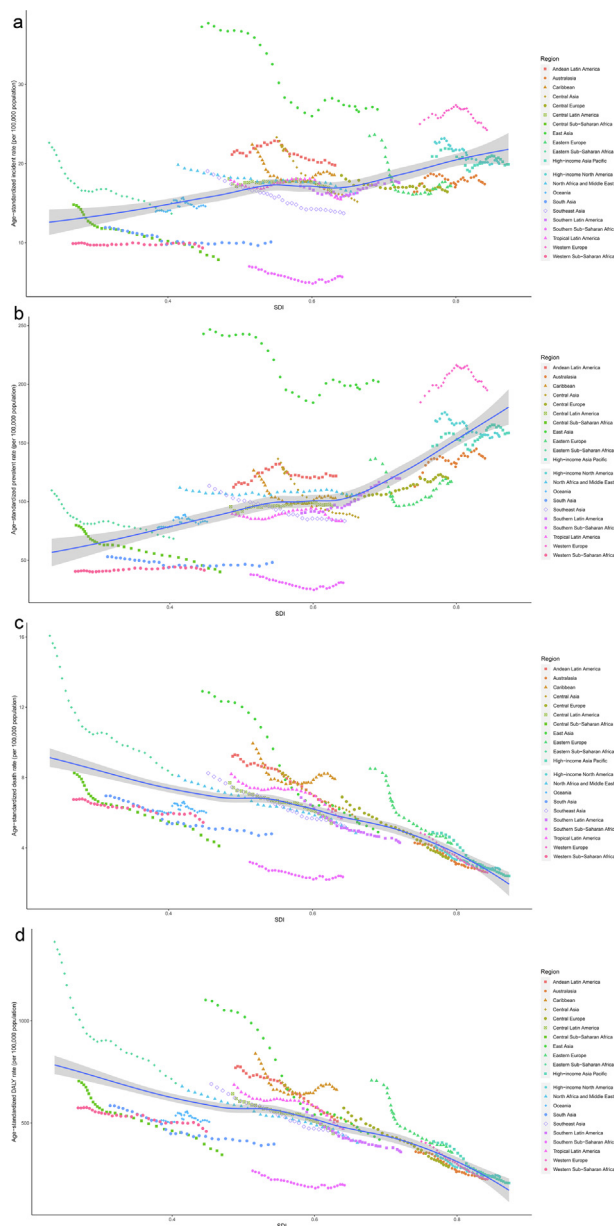 a
Age-standardized incident rate (per 100,000 population)
30
20
10
0.4
0.6
0.8
SDI
Region
Andean Latin America
Australasia
Caribbean
Central Asia
Central Europe
Central Latin America
Central Sub-Saharan Africa
East Asia
Eastern Europe
Eastern Sub-Saharan Africa
High-income Asia Pacific
High-income North America
North Africa and Middle East
Oceania
South Asia
Southeast Asia
Southern Latin America
Southern Sub-Saharan Africa
Tropical Latin America
Western Europe
Western Sub-Saharan Africa
b
Age-standardized prevalent rate (per 100,000 population)
250
200
150
100
50
0.4
0.6
0.8
SDI
Region
Andean Latin America
Australasia
Caribbean
Central Asia
Central Europe
Central Latin America
Central Sub-Saharan Africa
East Asia
Eastern Europe
Eastern Sub-Saharan Africa
High-income Asia Pacific
High-income North America
North Africa and Middle East
Oceania
South Asia
Southeast Asia
Southern Latin America
Southern Sub-Saharan Africa
Tropical Latin America
Western Europe
Western Sub-Saharan Africa
c
Age-standardized death rate (per 100,000 population)
16
12
8
4
0.4
0.6
0.8
SDI
Region
Andean Latin America
Australasia
Caribbean
Central Asia
Central Europe
Central Latin America
Central Sub-Saharan Africa
East Asia
Eastern Europe
Eastern Sub-Saharan Africa
High-income Asia Pacific
High-income North America
North Africa and Middle East
Oceania
South Asia
Southeast Asia
Southern Latin America
Southern Sub-Saharan Africa
Tropical Latin America
Western Europe
Western Sub-Saharan Africa
d
Age-standardized DALY rate (per 100,000 population)
1000
500
0.4
0.6
0.8
SDI
Region
Andean Latin America
Australasia
Caribbean
Central Asia
Central Europe
Central Latin America
Central Sub-Saharan Africa
East Asia
Eastern Europe
Eastern Sub-Saharan Africa
High-income Asia Pacific
High-income North America
North Africa and Middle East
Oceania
South Asia
Southeast Asia
Southern Latin America
Southern Sub-Saharan Africa
Tropical Latin America
Western Europe
Western Sub-Saharan Africa